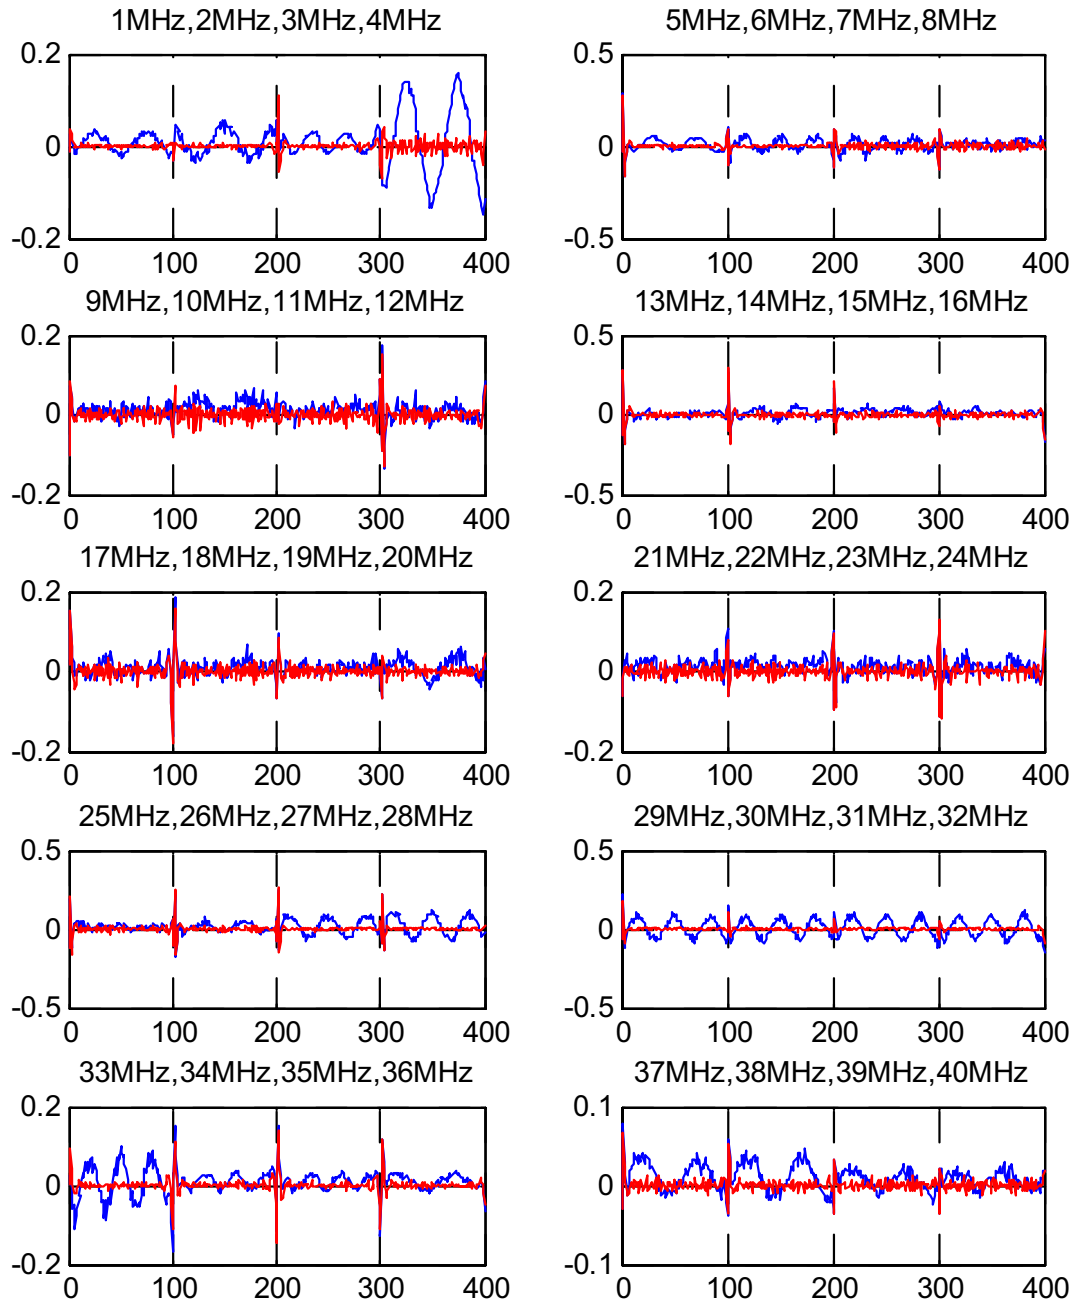 1MHz,2MHz,3MHz,4MHz
0.2
0
-0.2
0 100 200 300 400
5MHz,6MHz,7MHz,8MHz
0.5
0
-0.5
0 100 200 300 400
9MHz,10MHz,11MHz,12MHz
0.2
0
-0.2
0 100 200 300 400
13MHz,14MHz,15MHz,16MHz
0.5
0
-0.5
0 100 200 300 400
17MHz,18MHz,19MHz,20MHz
0.2
0
-0.2
0 100 200 300 400
21MHz,22MHz,23MHz,24MHz
0.2
0
-0.2
0 100 200 300 400
25MHz,26MHz,27MHz,28MHz
0.5
0
-0.5
0 100 200 300 400
29MHz,30MHz,31MHz,32MHz
0.5
0
-0.5
0 100 200 300 400
33MHz,34MHz,35MHz,36MHz
0.2
0
-0.2
0 100 200 300 400
37MHz,38MHz,39MHz,40MHz
0.1
0
-0.1
0 100 200 300 400